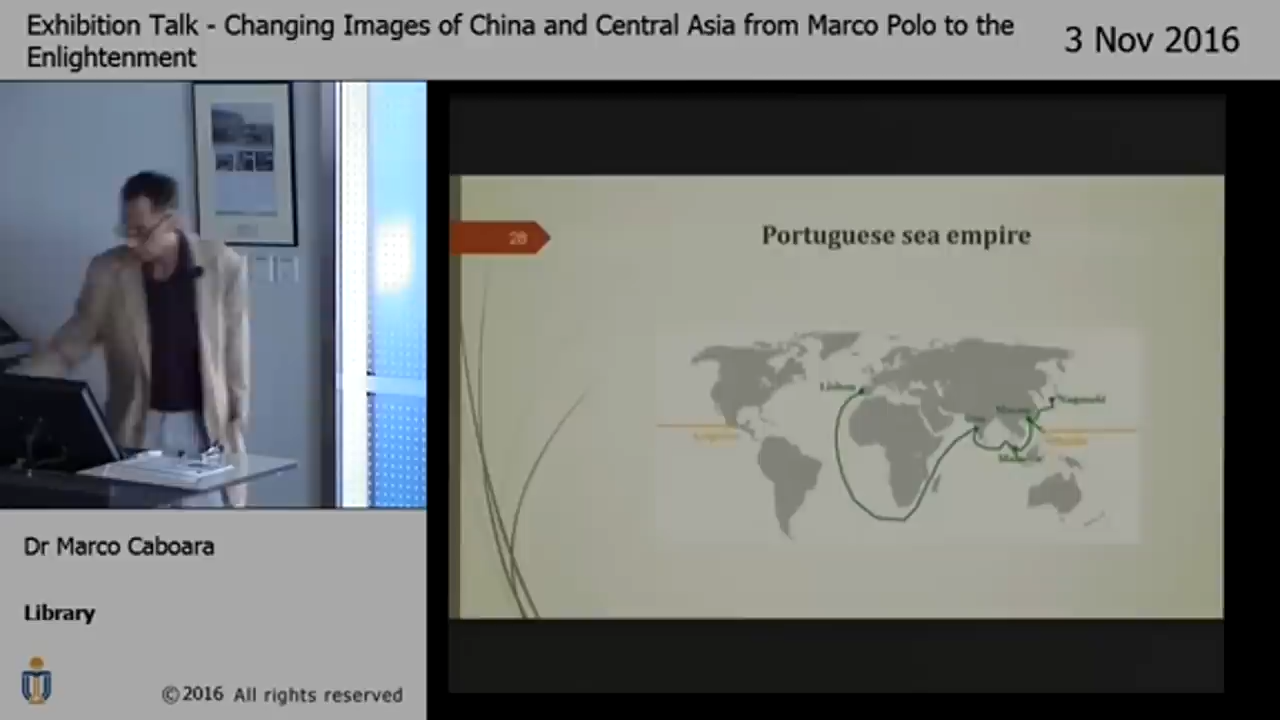 Exhibition Talk - Changing Images of China and Central Asia from Marco Polo to the
Enlightenment
3 Nov 2016
28
Portuguese sea empire
Lisbon
Nagasaki
Dr Marco Caboara
Library
©2016 All rights reserved